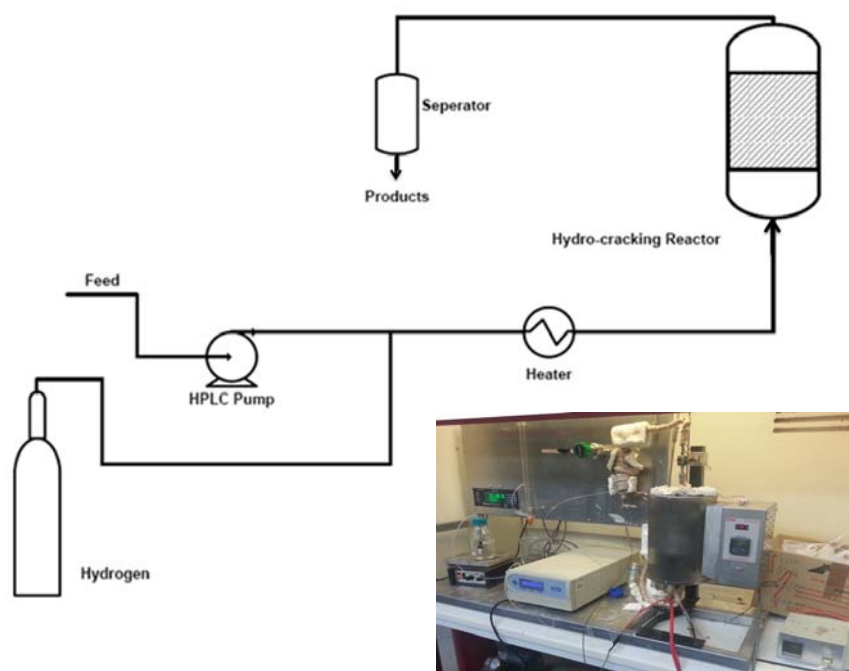 Seperator
Products
Hydro-cracking Reactor
Feed
HPLC Pump
Heater
Hydrogen